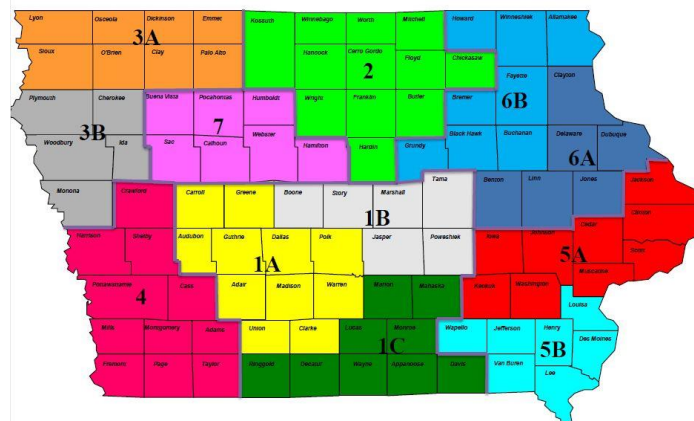 Lyon Osceola Dickinson Emmet Kossuth Winnebago Worth Mitchell Howard Winneshiek Allamakee
3A
Sioux O'Brien Clay Palo Alto Hancock Cerro Gordo Floyd Chickasaw
2
Fayette Clayton
Plymouth Cherokee Buena Vista Pocahontas Humboldt Wright Franklin Butler Bremer
6B
7
3B
Woodbury Ida Sac Calhoun Webster Hamilton Hardin Grundy Black Hawk Buchanan Delaware Dubuque
6A
Monona Crawford Carroll Greene Boone Story Marshall Tama Benton Linn Jones Jackson
1B
Clinton
Harrison Shelby Audubon Guthrie Dallas Polk Jasper Poweshiek Iowa Johnson Cedar
5A
Scott
1A
Muscatine
Pottawattamie Cass Adair Madison Warren Marion Mahaska Keokuk Washington
4
Louisa
Mills Montgomery Adams Union Clarke Lucas Monroe Wapello Jefferson Henry
Des Moines
1C
5B
Fremont Page Taylor Ringgold Decatur Wayne Appanoose Davis Van Buren Lee